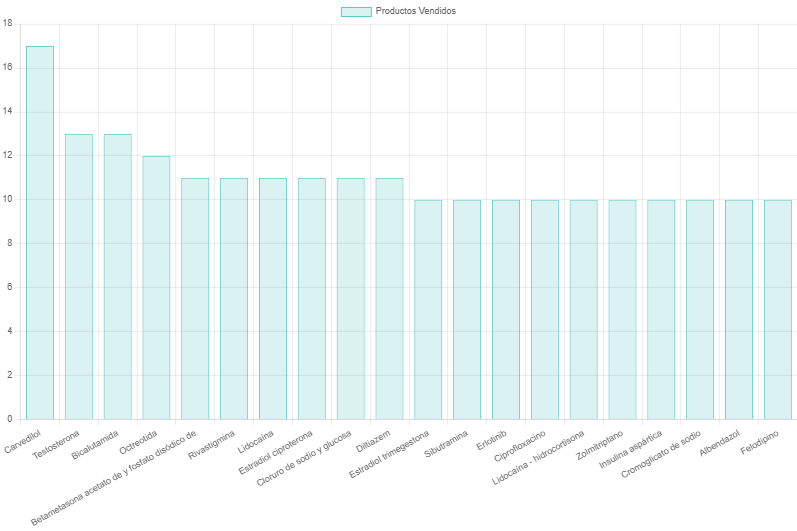 Productos Vendidos
18
16
14
12
10
8
6
4
2
0
Carvedilol
Testosterona
Bicalutamida
Octreotida
Betametasona acetato de y fosfato disódico de
Rivastigmina
Lidocaína
Estradiol ciproterona
Cloruro de sodio y glucosa
Diltiazem
Estradiol trimegestona
Sibutramina
Erlotinib
Ciprofloxacino
Lidocaína - hidrocortisona
Zolmitriptano
Insulina aspártica
Cromoglicato de sodio
Albendazol
Felodipino